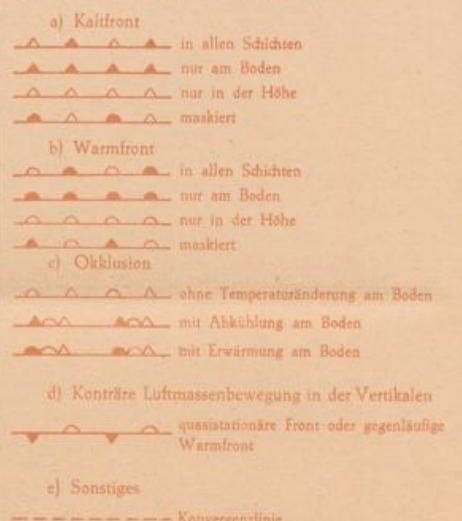 a) Kaltfront
in allen Schichten
nur am Boden
nur in der Höhe
maskiert
b) Warmfront
in allen Schichten
nur am Boden
nur in der Höhe
maskiert
c) Okklusion
ohne Temperaturänderung am Boden
mit Abkühlung am Boden
mit Erwärmung am Boden
d) Konträre Luftmassenbewegung in der Vertikalen
quasistationäre Front oder gegenläufige
Warmfront
e) Sonstiges
Konvergenzlinie